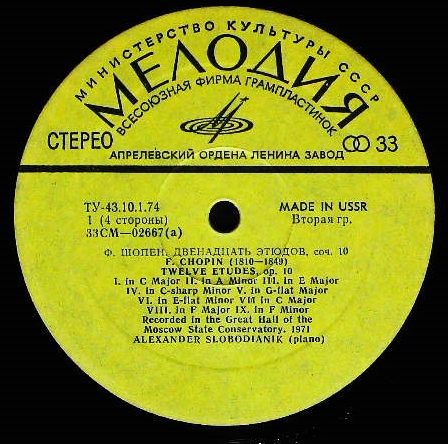 МИНИСТЕРСТВО КУЛЬТУРЫ СССР
МЕЛОДИЯ
ВСЕСОЮЗНАЯ ФИРМА ГРАМПЛАСТИНОК
СТЕРЕО
33
АПРЕЛЕВСКИЙ ОРДЕНА ЛЕНИНА ЗАВОД
ТУ-43.10.1.74
MADE IN USSR
1 (4 стороны)
Вторая гр.
33СМ—02667(а)
Ф. ШОПЕН. ДВЕНАДЦАТЬ ЭТЮДОВ, соч. 10
F. CHOPIN (1810—1849)
TWELVE ETUDES, op. 10
I. in C Major II. in A Minor III. in E Major
IV. in C-sharp Minor V. in G-flat Major
VI. in E-flat Minor VII in C Major
VIII. in F Major IX. in F Minor
Recorded in the Great Hall of the
Moscow State Conservatory. 1971
ALEXANDER SLOBODIANIK (piano)